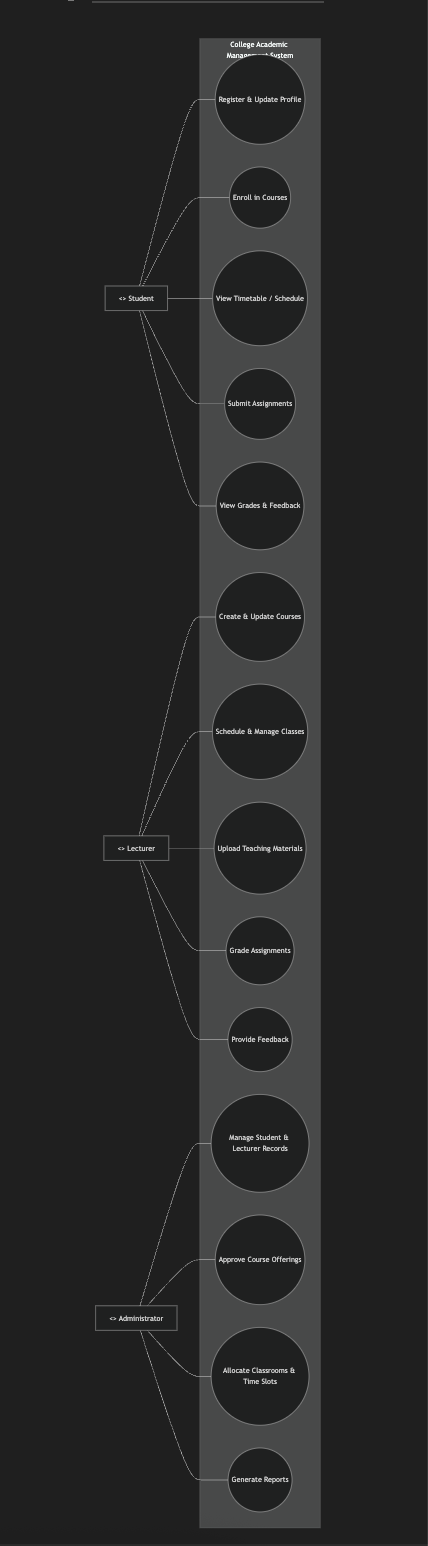 College Academic
Management System
Register & Update Profile
Enroll in Courses
<> Student
View Timetable / Schedule
Submit Assignments
View Grades & Feedback
Create & Update Courses
Schedule & Manage Classes
<> Lecturer
Upload Teaching Materials
Grade Assignments
Provide Feedback
Manage Student &
Lecturer Records
Approve Course Offerings
<> Administrator
Allocate Classrooms &
Time Slots
Generate Reports